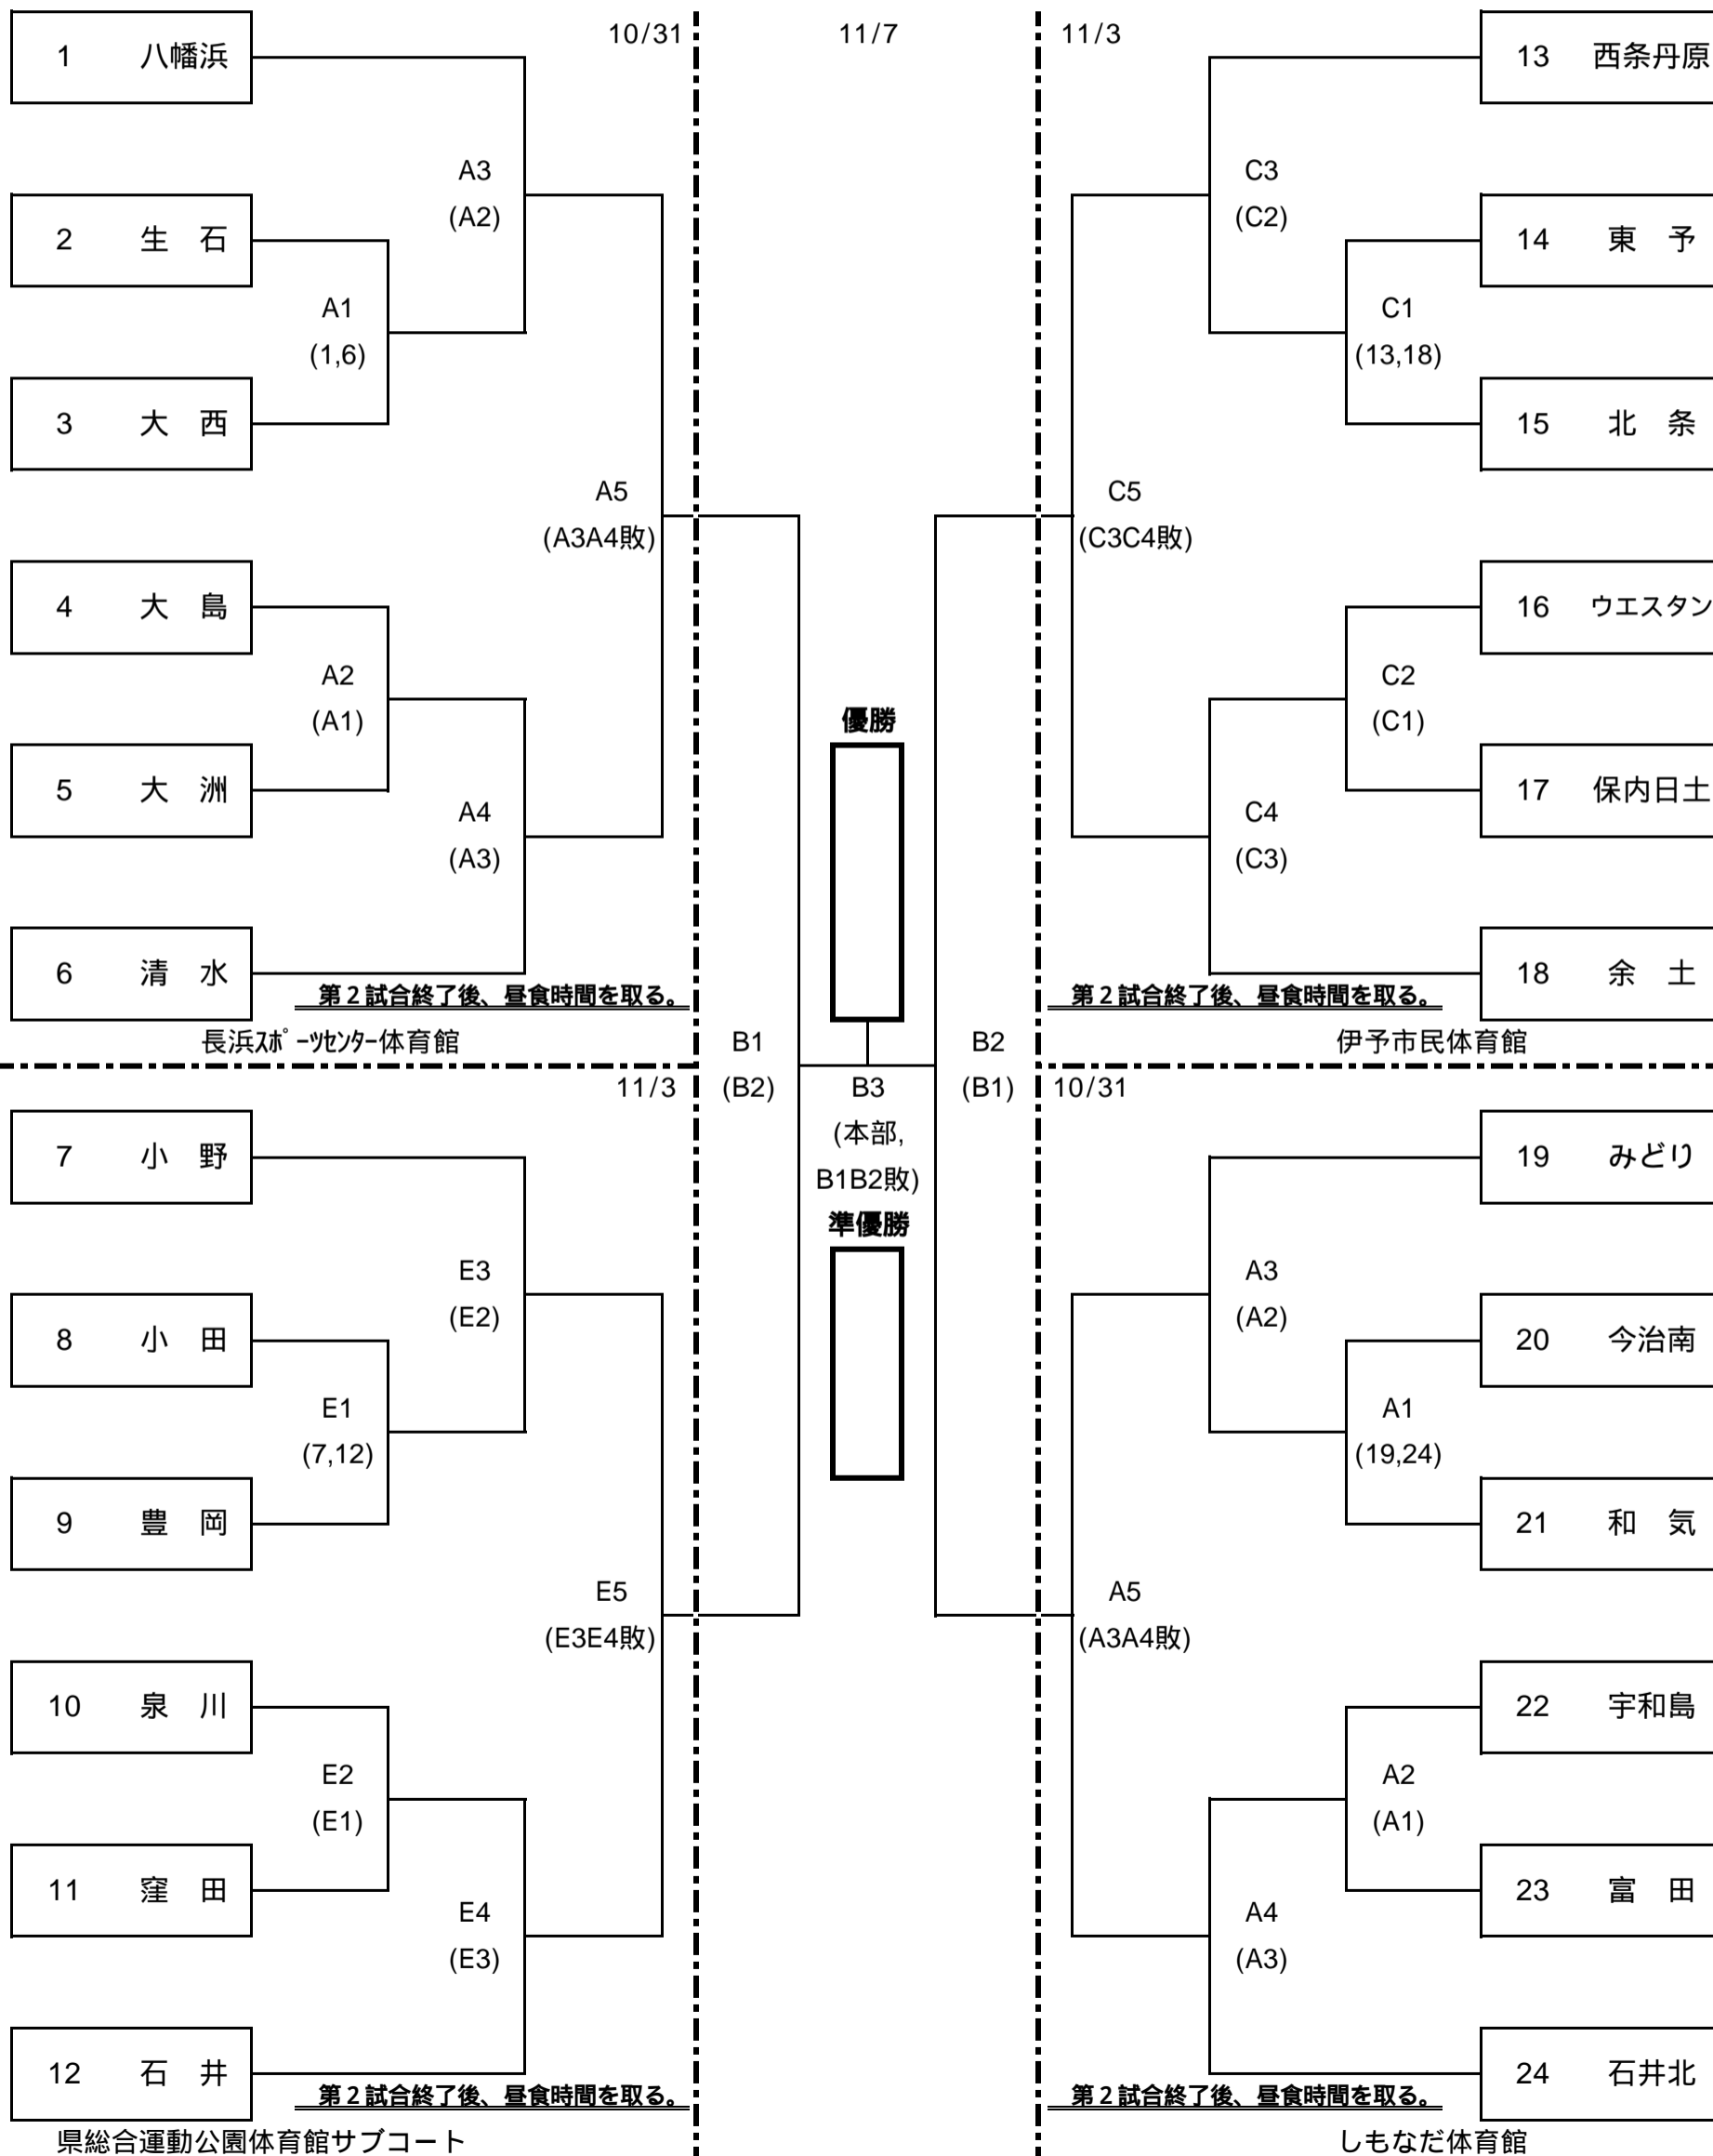 10/31
11/7
11/3
1 八幡浜
13 西条丹原
A3
(A2)
C3
(C2)
2 生 石
14 東 予
A1
(1,6)
C1
(13,18)
3 大 西
15 北 条
A5
(A3A4敗)
C5
(C3C4敗)
4 大 島
16 ウエスタン
A2
(A1)
C2
(C1)
優勝
5 大 洲
17 保内日土
A4
(A3)
C4
(C3)
6 清 水
18 余 土
第2試合終了後、昼食時間を取る。
第2試合終了後、昼食時間を取る。
長浜ｽﾎﾟｰﾂｾﾝﾀｰ体育館
伊予市民体育館
B1
(B2)
B2
(B1)
11/3
B3
(本部,
B1B2敗)
10/31
7 小 野
19 みどり
準優勝
E3
(E2)
A3
(A2)
8 小 田
20 今治南
E1
(7,12)
A1
(19,24)
9 豊 岡
21 和 気
E5
(E3E4敗)
A5
(A3A4敗)
10 泉 川
22 宇和島
E2
(E1)
A2
(A1)
11 窪 田
23 富 田
E4
(E3)
A4
(A3)
12 石 井
24 石井北
第2試合終了後、昼食時間を取る。
第2試合終了後、昼食時間を取る。
県総合運動公園体育館サブコート
しもなだ体育館